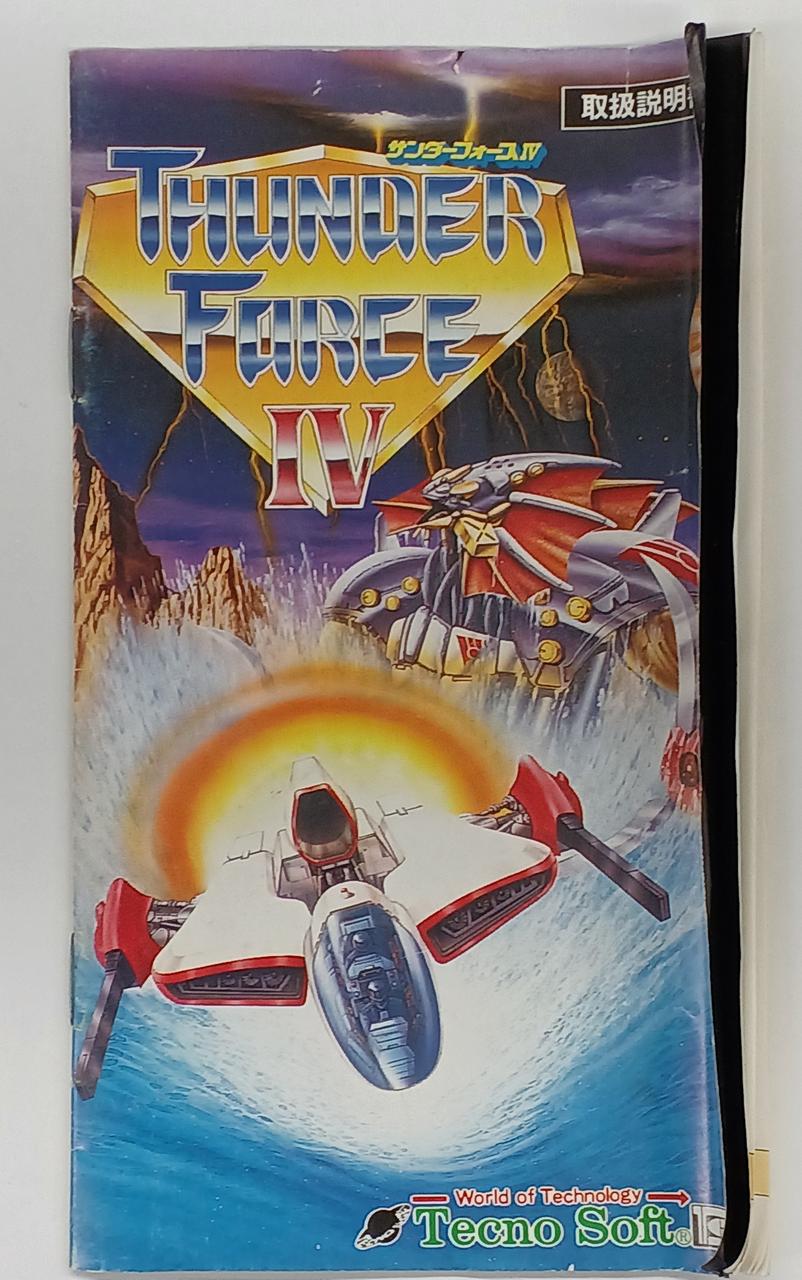 取扱説明書
サンダーフォースIV
THUNDER
FORCE
IV
World of Technology
Tecno Soft®